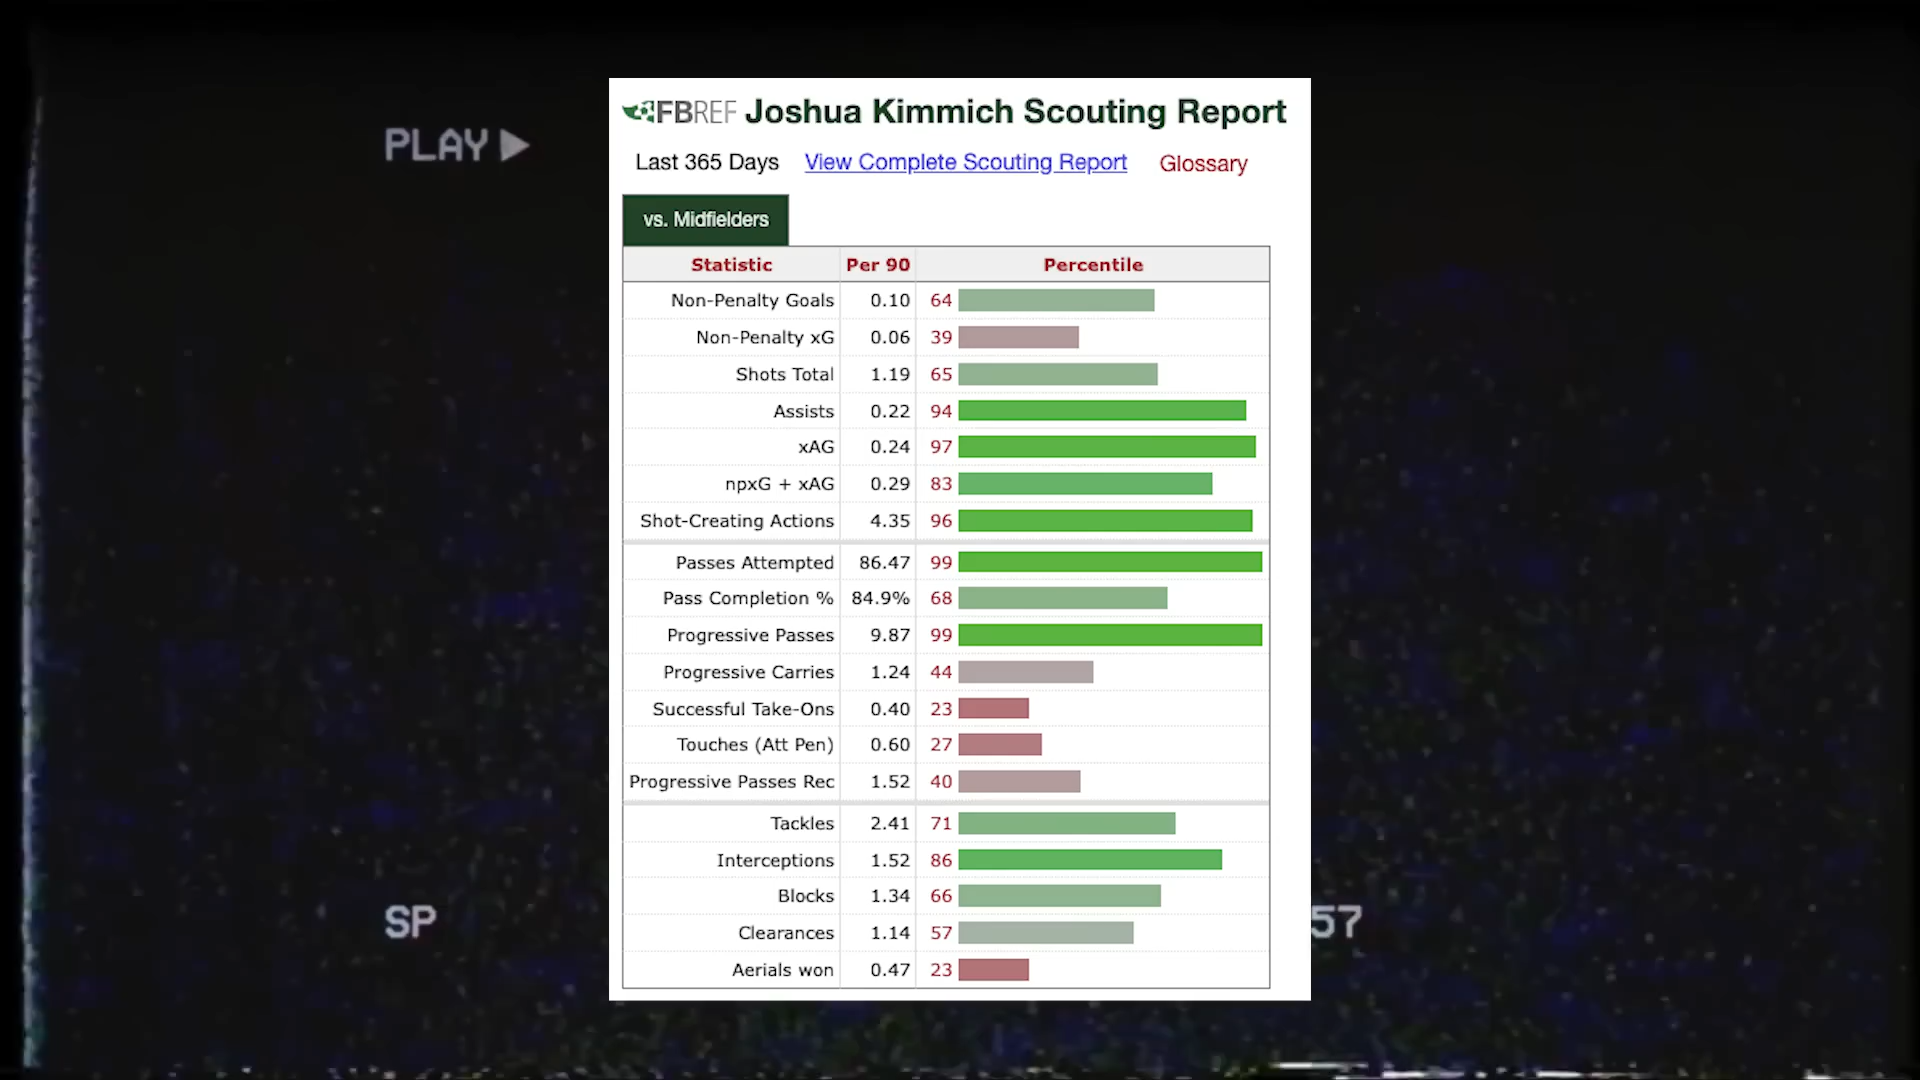 PLAY
FBREF Joshua Kimmich Scouting Report
Last 365 Days View Complete Scouting Report Glossary
vs. Midfielders
Statistic Per 90 Percentile
Non-Penalty Goals 0.10 64
Non-Penalty xG 0.06 39
Shots Total 1.19 65
Assists 0.22 94
xAG 0.24 97
npxG + xAG 0.29 83
Shot-Creating Actions 4.35 96
Passes Attempted 86.47 99
Pass Completion % 84.9% 68
Progressive Passes 9.87 99
Progressive Carries 1.24 44
Successful Take-Ons 0.40 23
Touches (Att Pen) 0.60 27
Progressive Passes Rec 1.52 40
Tackles 2.41 71
Interceptions 1.52 86
Blocks 1.34 66
Clearances 1.14 57
Aerials won 0.47 23
SP
57